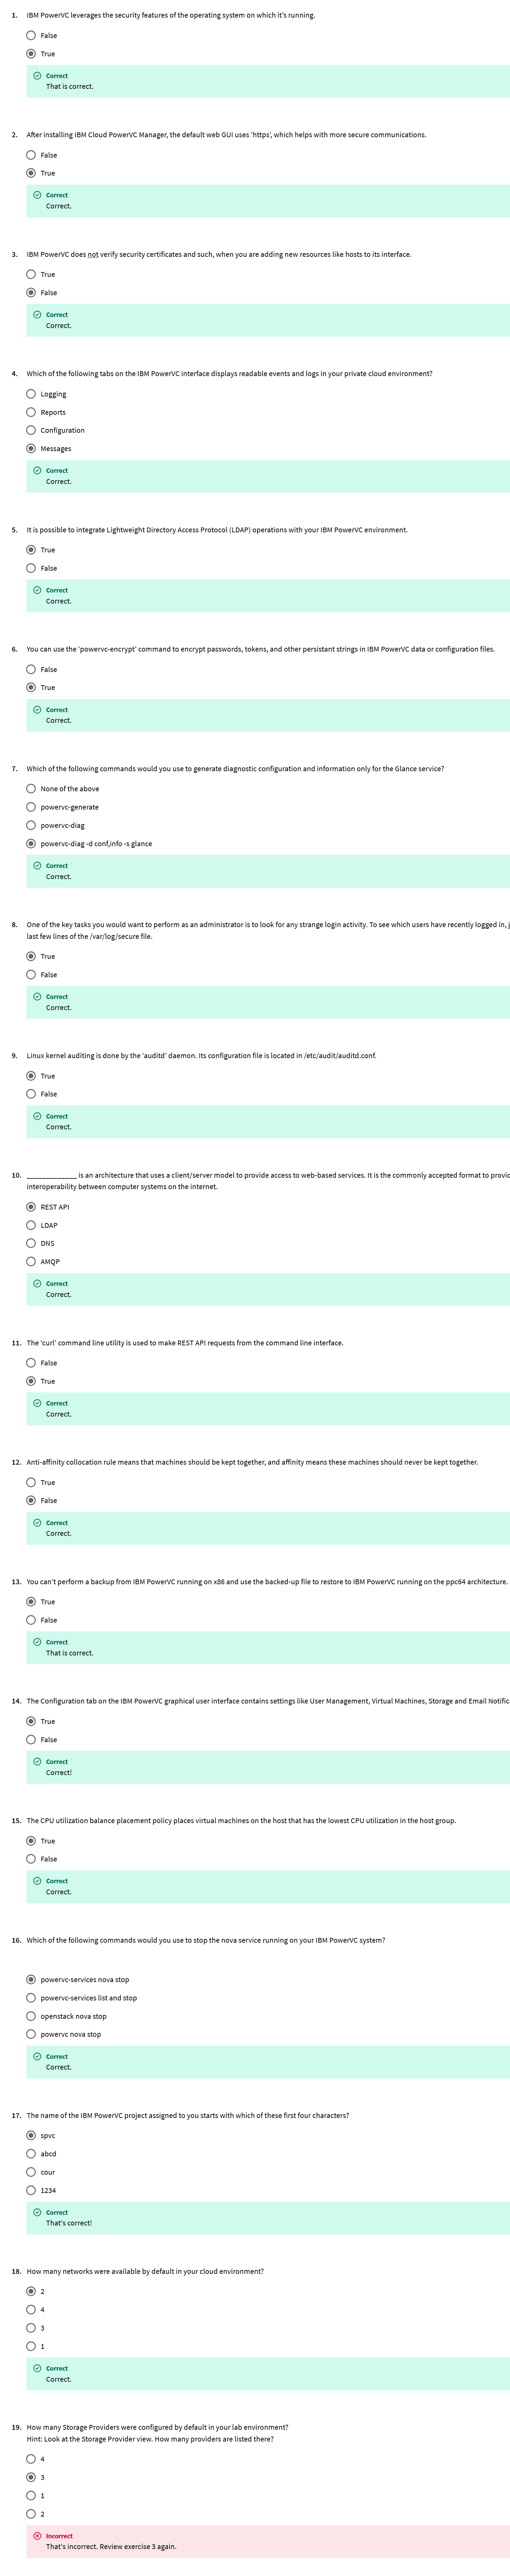 1. IBM PowerVC leverages the security features of the operating system on which it's running.
False
True
Correct
That is correct.
2. After installing IBM Cloud PowerVC Manager, the default web GUI uses 'https', which helps with more secure communications.
False
True
Correct
Correct.
3. IBM PowerVC does not verify security certificates and such, when you are adding new resources like hosts to its interface.
True
False
Correct
Correct.
4. Which of the following tabs on the IBM PowerVC interface displays readable events and logs in your private cloud environment?
Logging
Reports
Configuration
Messages
Correct
Correct.
5. It is possible to integrate Lightweight Directory Access Protocol (LDAP) operations with your IBM PowerVC environment.
True
False
Correct
Correct.
6. You can use the 'powervc-encrypt' command to encrypt passwords, tokens, and other persistant strings in IBM PowerVC data or configuration files.
False
True
Correct
Correct.
7. Which of the following commands would you use to generate diagnostic configuration and information only for the Glance service?
None of the above
powervc-generate
powervc-diag
powervc-diag -d conf,info -s glance
Correct
Correct.
8. One of the key tasks you would want to perform as an administrator is to look for any strange login activity. To see which users have recently logged in, j
last few lines of the /var/log/secure file.
True
False
Correct
Correct.
9. Linux kernel auditing is done by the 'auditd' daemon. Its configuration file is located in /etc/audit/auditd.conf.
True
False
Correct
Correct.
10. _____________ is an architecture that uses a client/server model to provide access to web-based services. It is the commonly accepted format to provic
interoperability between computer systems on the internet.
REST API
LDAP
DNS
AMQP
Correct
Correct.
11. The 'curl' command line utility is used to make REST API requests from the command line interface.
False
True
Correct
Correct.
12. Anti-affinity collocation rule means that machines should be kept together, and affinity means these machines should never be kept together.
True
False
Correct
Correct.
13. You can't perform a backup from IBM PowerVC running on x86 and use the backed-up file to restore to IBM PowerVC running on the ppc64 architecture.
True
False
Correct
That is correct.
14. The Configuration tab on the IBM PowerVC graphical user interface contains settings like User Management, Virtual Machines, Storage and Email Notific
True
False
Correct
Correct!
15. The CPU utilization balance placement policy places virtual machines on the host that has the lowest CPU utilization in the host group.
True
False
Correct
Correct.
16. Which of the following commands would you use to stop the nova service running on your IBM PowerVC system?
powervc-services nova stop
powervc-services list and stop
openstack nova stop
powervc nova stop
Correct
Correct.
17. The name of the IBM PowerVC project assigned to you starts with which of these first four characters?
spvc
abcd
cour
1234
Correct
That's correct!
18. How many networks were available by default in your cloud environment?
2
4
3
1
Correct
Correct.
19. How many Storage Providers were configured by default in your lab environment?
Hint: Look at the Storage Provider view. How many providers are listed there?
4
3
1
2
Incorrect
That's incorrect. Review exercise 3 again.